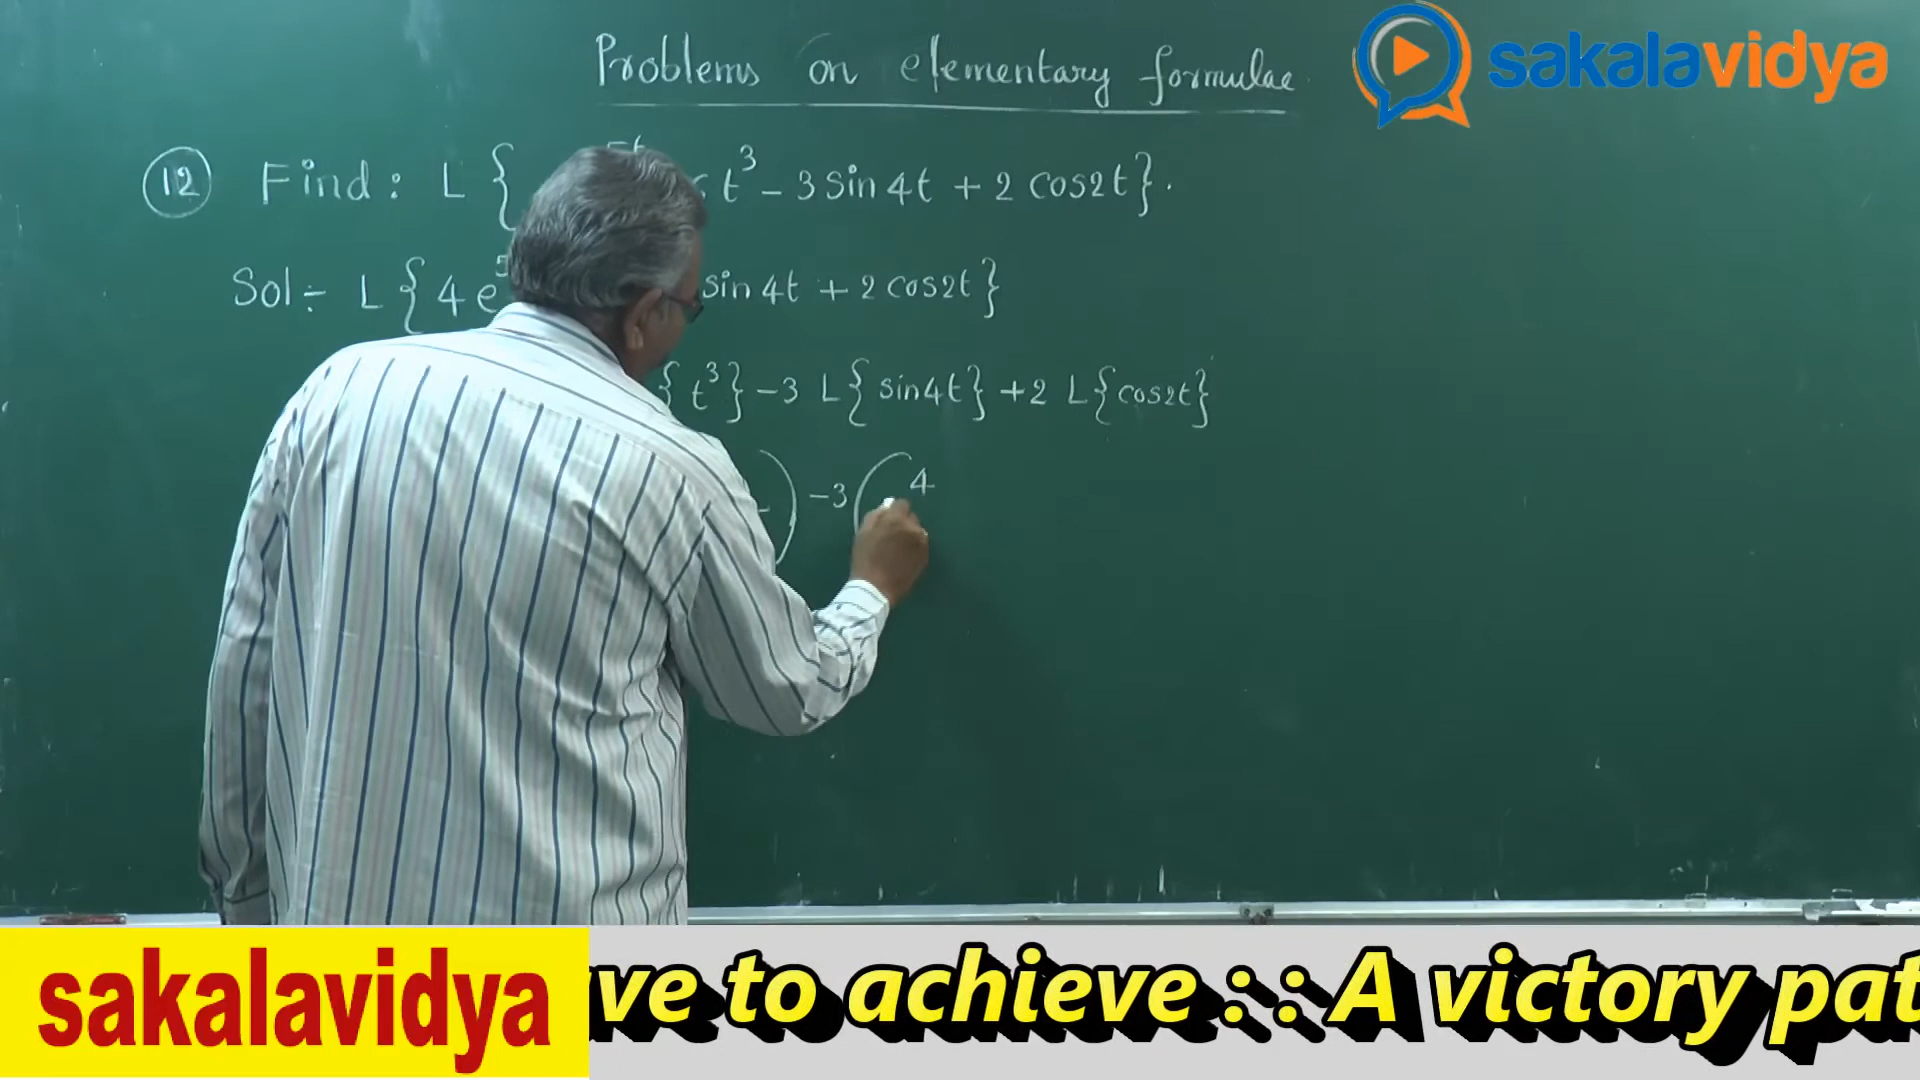 Problems on elementary formulae
sakalavidya
12 Find: L { t³ - 3 sin 4t + 2 cos2t}.
Sol÷ L { 4 e⁵ sin 4t + 2 cos2t}
{ t³ } -3 L{ sin4t} +2 L{cos2t}
) -3 ( 4
sakalavidya
ve to achieve : : A victory pat